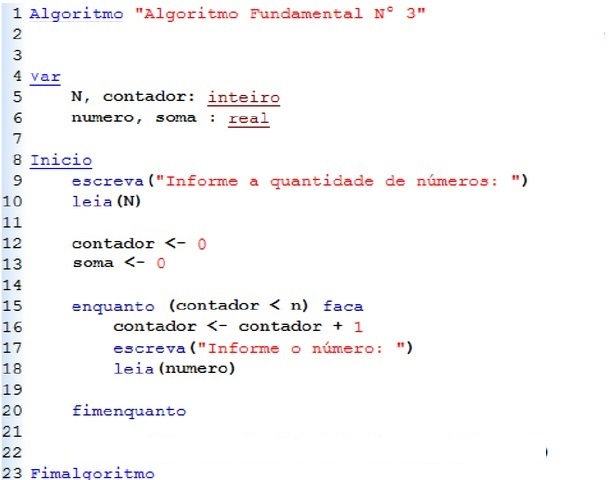 1 Algoritmo "Algoritmo Fundamental N° 3"
2
3
4 var
5 N, contador: inteiro
6 numero, soma : real
7
8 Inicio
9 escreva("Informe a quantidade de números: ")
10 leia(N)
11
12 contador <- 0
13 soma <- 0
14
15 enquanto (contador < n) faca
16 contador <- contador + 1
17 escreva("Informe o número: ")
18 leia(numero)
19
20 fimenquanto
21
22
23 Fimalgoritmo